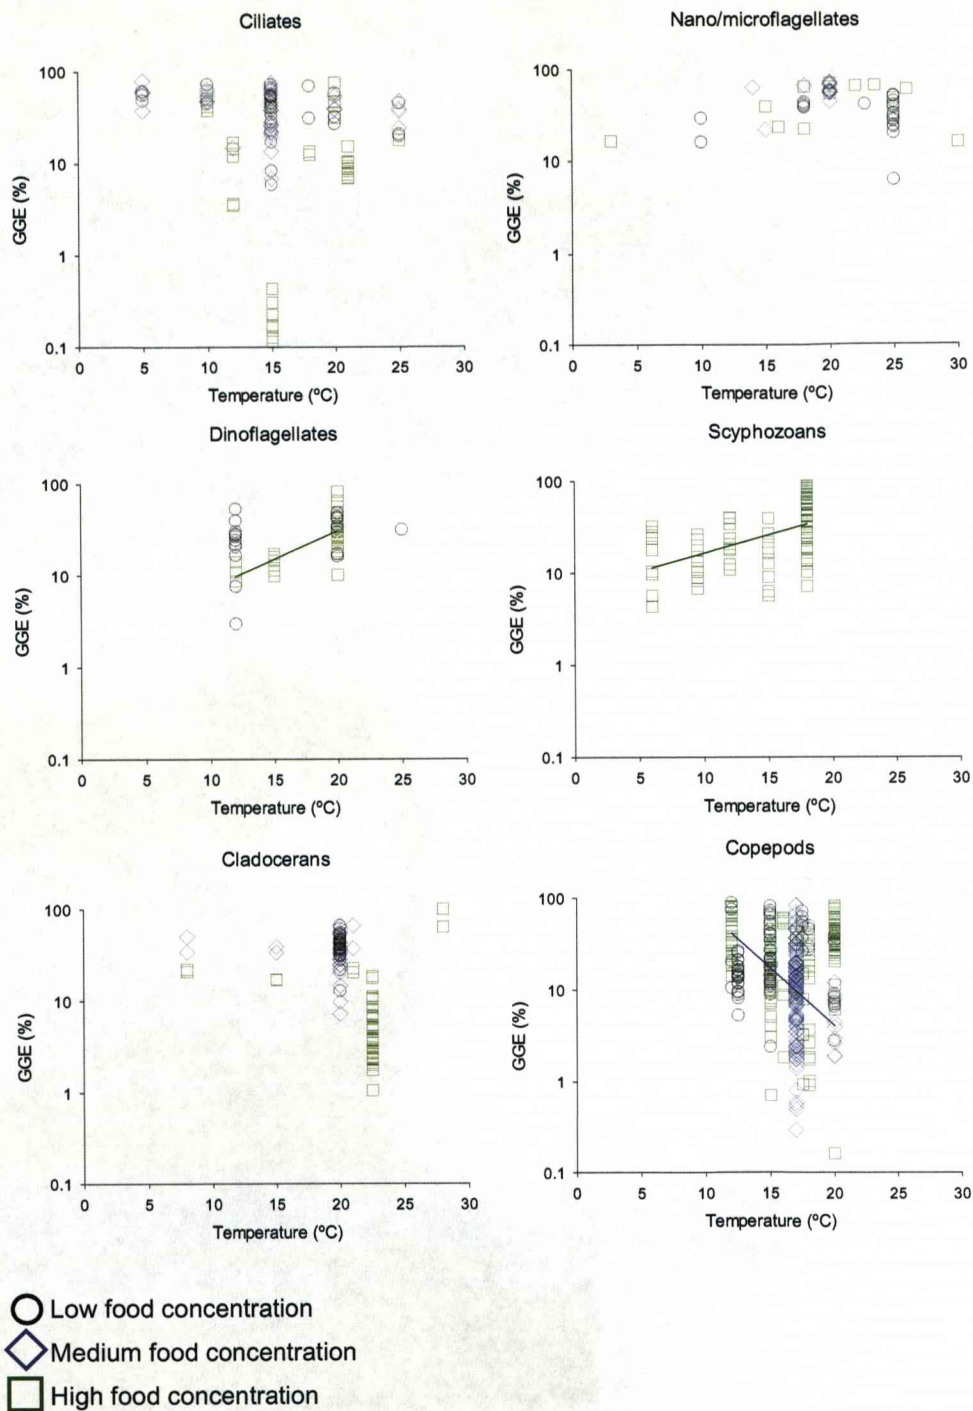 Ciliates
GGE (%)
100
10
1
0.1
0 5 10 15 20 25 30
Temperature (ºC)
Nano/microflagellates
GGE (%)
100
10
1
0.1
0 5 10 15 20 25 30
Temperature (ºC)
Dinoflagellates
GGE (%)
100
10
1
0.1
0 5 10 15 20 25 30
Temperature (ºC)
Scyphozoans
GGE (%)
100
10
1
0.1
0 5 10 15 20 25 30
Temperature (ºC)
Cladocerans
GGE (%)
100
10
1
0.1
0 5 10 15 20 25 30
Temperature (ºC)
Copepods
GGE (%)
100
10
1
0.1
0 5 10 15 20 25 30
Temperature (ºC)
Low food concentration
Medium food concentration
High food concentration